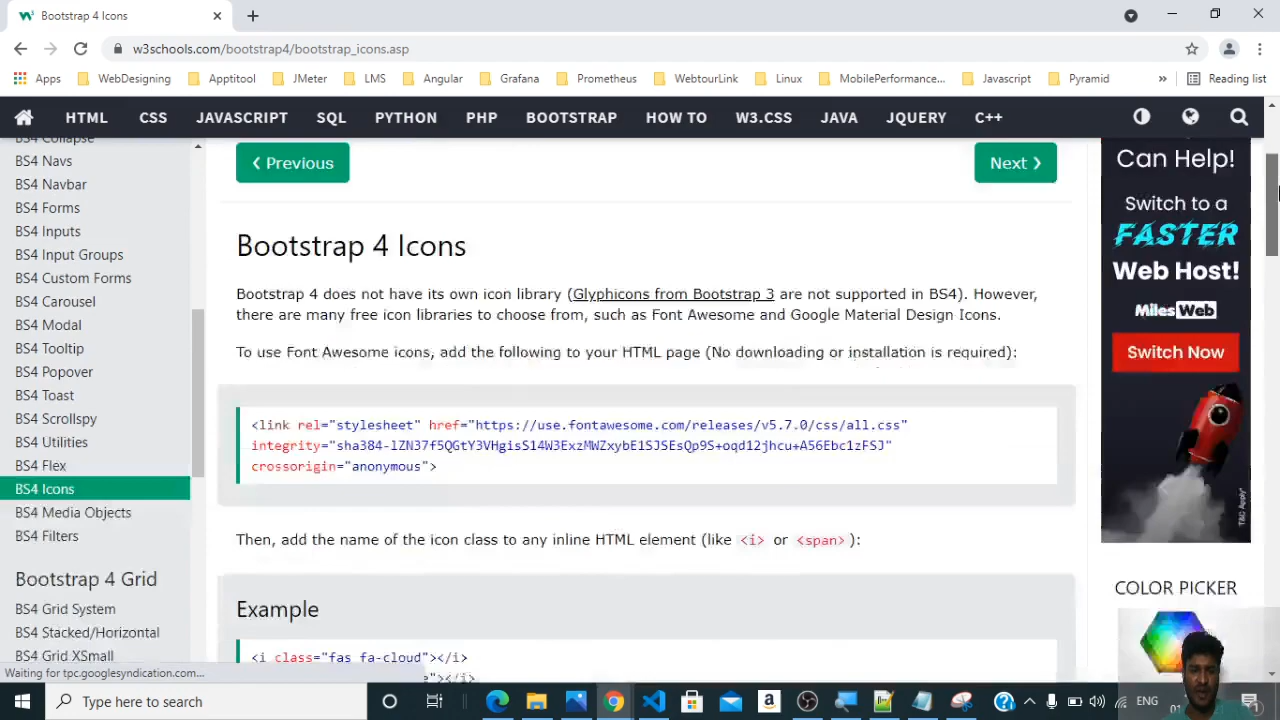 Bootstrap 4 Icons
w3schools.com/bootstrap4/bootstrap_icons.asp
Apps WebDesigning Apptitool JMeter LMS Angular Grafana Prometheus WebtourLink Linux MobilePerformance... Javascript Pyramid » Reading list
HTML CSS JAVASCRIPT SQL PYTHON PHP BOOTSTRAP HOW TO W3.CSS JAVA JQUERY C++
BS4 Collapse
BS4 Navs
BS4 Navbar
BS4 Forms
BS4 Inputs
BS4 Input Groups
BS4 Custom Forms
BS4 Carousel
BS4 Modal
BS4 Tooltip
BS4 Popover
BS4 Toast
BS4 Scrollspy
BS4 Utilities
BS4 Flex
BS4 Icons
BS4 Media Objects
BS4 Filters
Bootstrap 4 Grid
BS4 Grid System
BS4 Stacked/Horizontal
BS4 Grid XSmall
Waiting for tpc.googlesyndication.com...
❮ Previous Next ❯
Bootstrap 4 Icons
Bootstrap 4 does not have its own icon library (Glyphicons from Bootstrap 3 are not supported in BS4). However,
there are many free icon libraries to choose from, such as Font Awesome and Google Material Design Icons.
To use Font Awesome icons, add the following to your HTML page (No downloading or installation is required):
<link rel="stylesheet" href="https://use.fontawesome.com/releases/v5.7.0/css/all.css"
integrity="sha384-lZN37f5QGtY3VHgisS14W3ExzMWZxybE1SJSEsQp9S+oqd12jhcu+A56Ebc1zFSJ"
crossorigin="anonymous">
Then, add the name of the icon class to any inline HTML element (like <i> or <span>):
Example
<i class="fas fa-cloud"></i>
e"></i>
Can Help!
Switch to a
FASTER
Web Host!
MilesWeb
Switch Now
T&C Apply*
COLOR PICKER
Type here to search
ENG